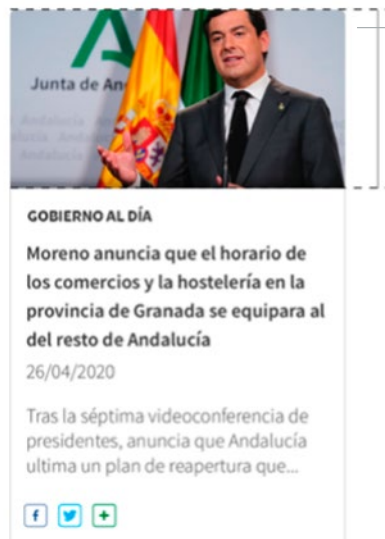 Junta de An
GOBIERNO AL DÍA
Moreno anuncia que el horario de
los comercios y la hostelería en la
provincia de Granada se equipara al
del resto de Andalucía
26/04/2020
Tras la séptima videoconferencia de
presidentes, anuncia que Andalucía
ultima un plan de reapertura que...